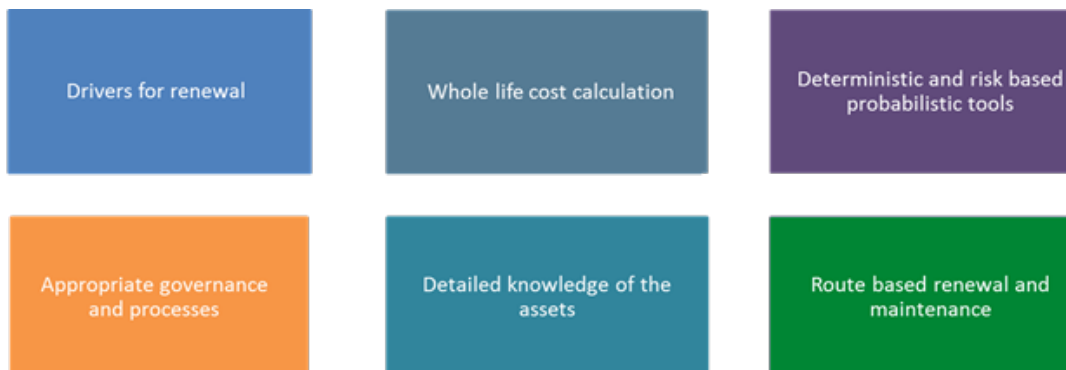 Drivers for renewal
Whole life cost calculation
Deterministic and risk based
probabilistic tools
Appropriate governance
and processes
Detailed knowledge of the
assets
Route based renewal and
maintenance